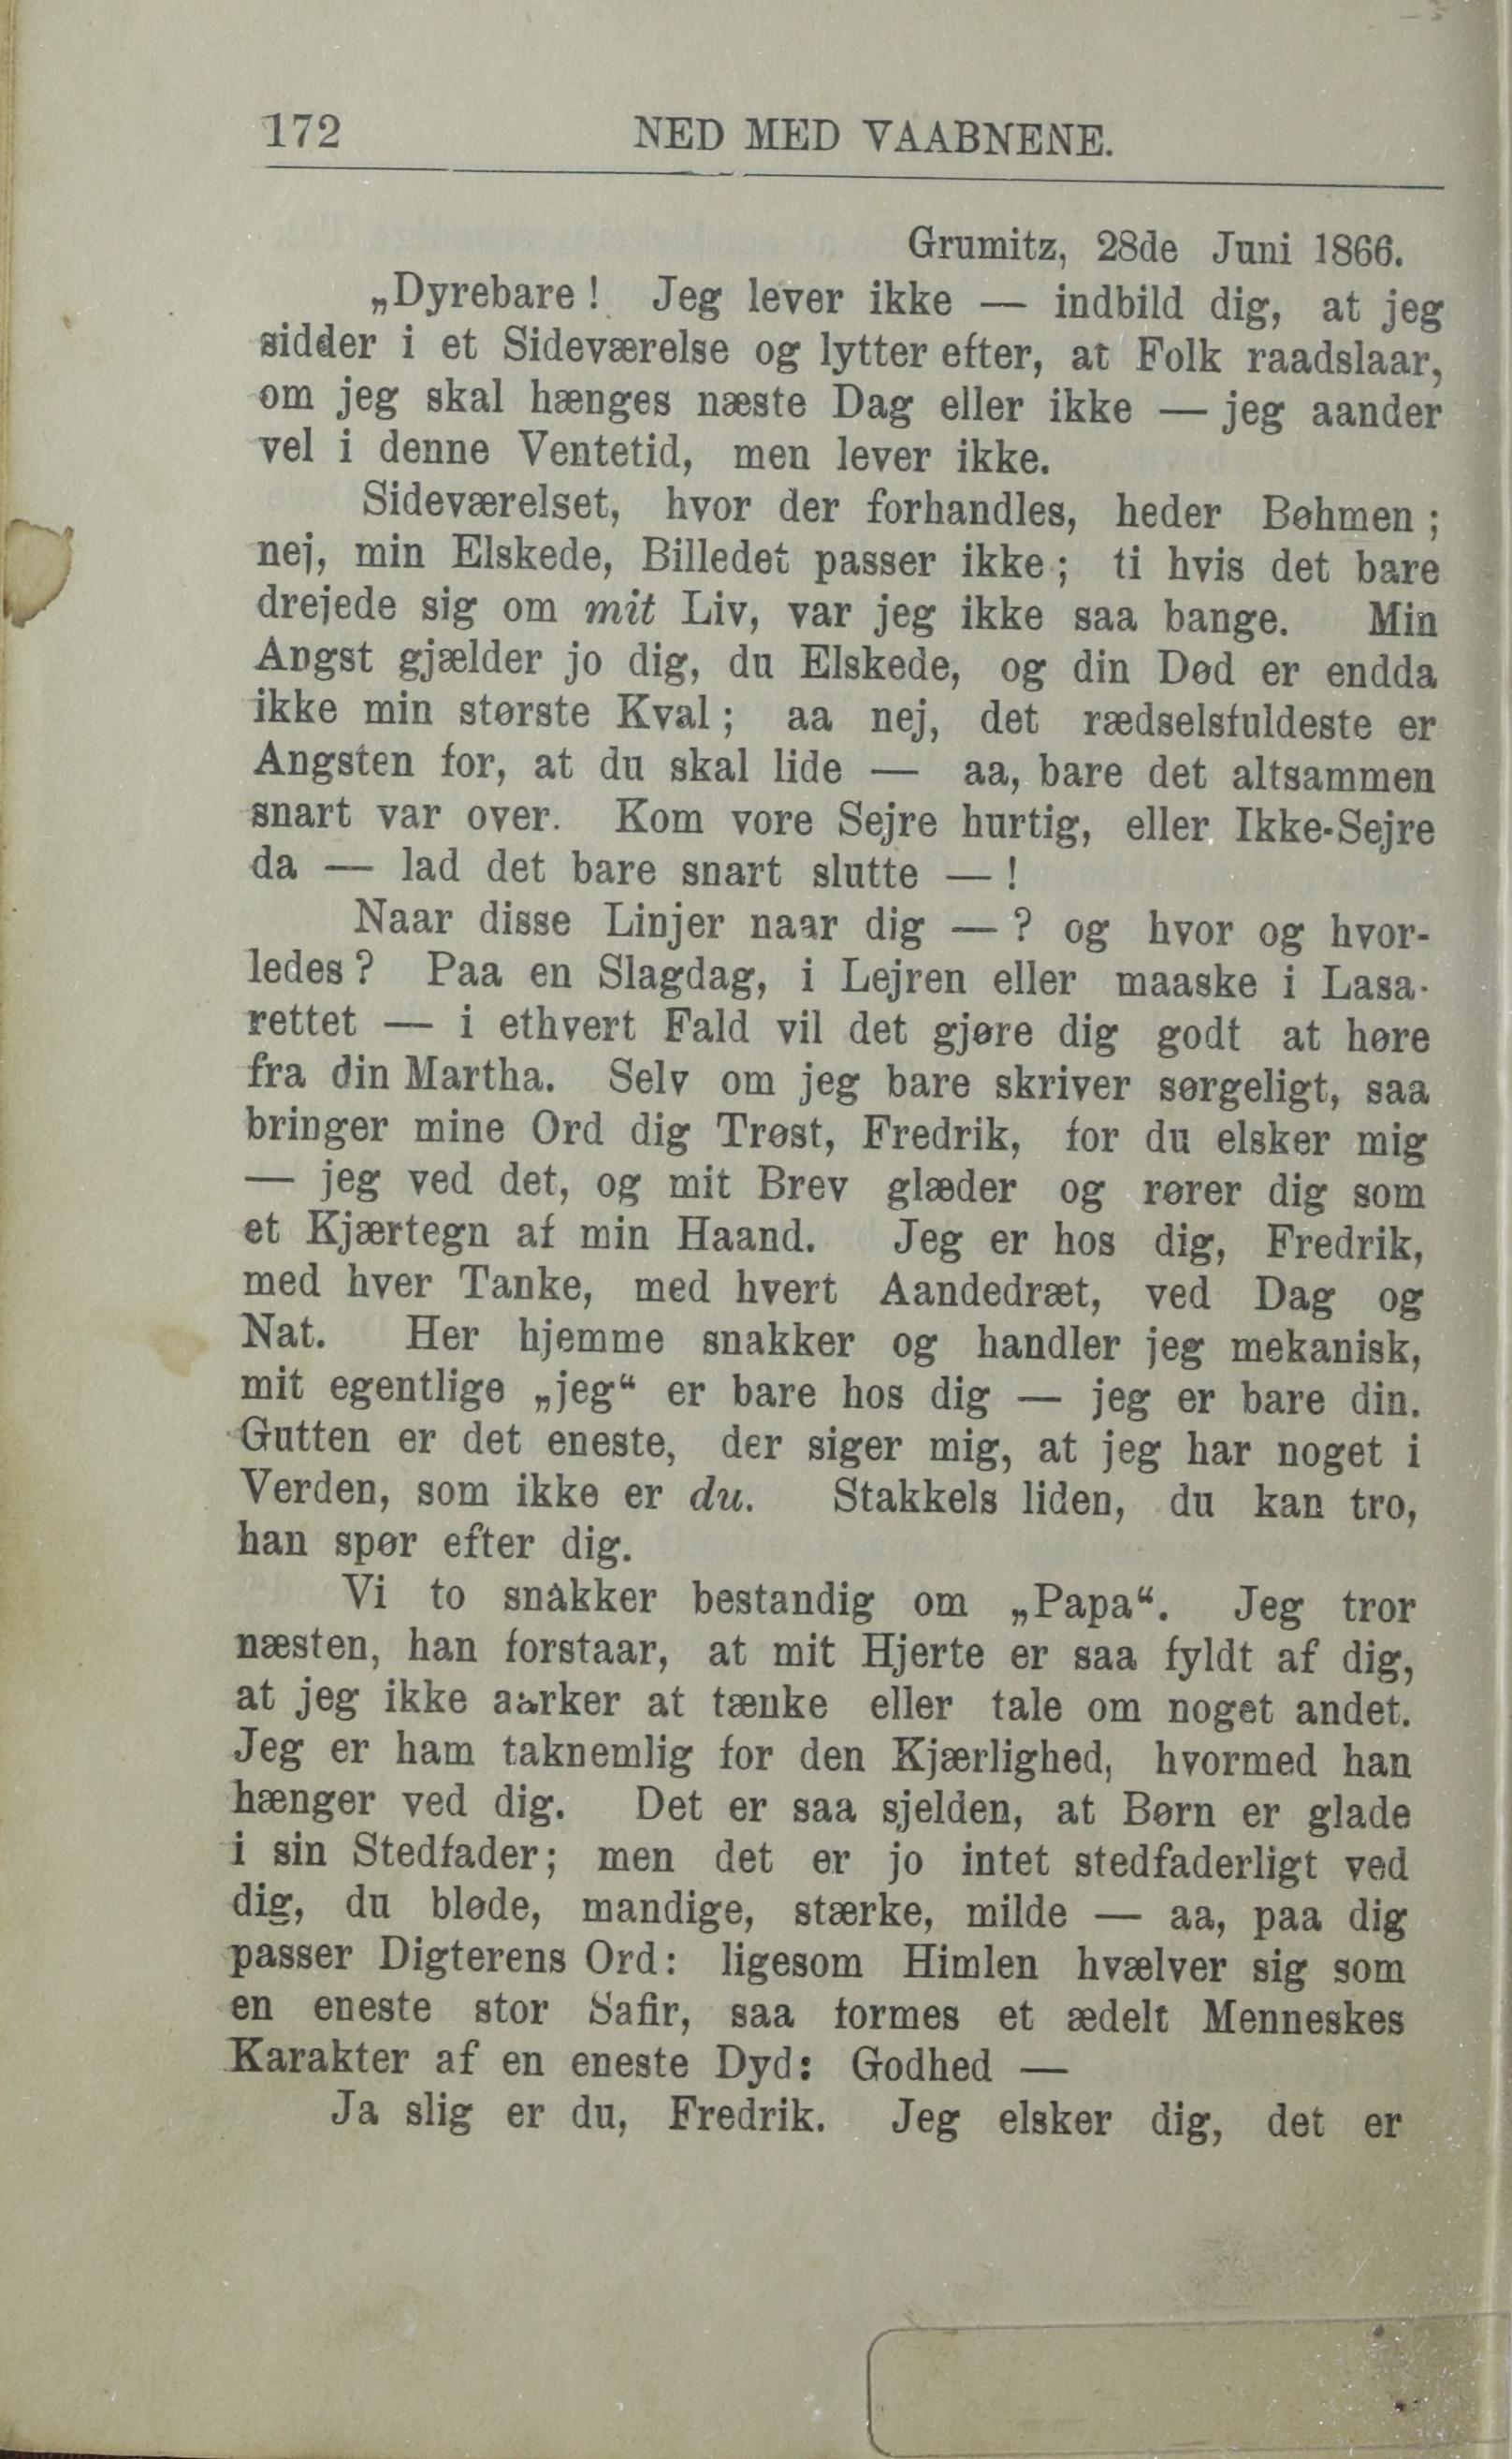 172 NED MED VAABNENE.
Grumitz, 28de Juni 1866.
„Dyrebare! Jeg lever ikke — indbild dig, at jeg
sidder i et Sideværelse og lytter efter, at Folk raadslaar,
om jeg skal hænges næste Dag eller ikke — jeg aander
vel i denne Ventetid, men lever ikke.
Sideværelset, hvor der forhandles, heder Bøhmen;
nej, min Elskede, Billedet passer ikke; ti hvis det bare
drejede sig om mit Liv, var jeg ikke saa bange. Min
Angst gjælder jo dig, du Elskede, og din Død er endda
ikke min største Kval; aa nej, det rædselsfuldeste er
Angsten for, at du skal lide — aa, bare det altsammen
snart var over. Kom vore Sejre hurtig, eller Ikke-Sejre
da — lad det bare snart slutte — !
Naar disse Linjer naar dig — ? og hvor og hvor-
ledes? Paa en Slagdag, i Lejren eller maaske i Lasa-
rettet — i ethvert Fald vil det gjøre dig godt at høre
fra din Martha. Selv om jeg bare skriver sørgeligt, saa
bringer mine Ord dig Trøst, Fredrik, for du elsker mig
— jeg ved det, og mit Brev glæder og rører dig som
et Kjærtegn af min Haand. Jeg er hos dig, Fredrik,
med hver Tanke, med hvert Aandedræt, ved Dag og
Nat. Her hjemme snakker og handler jeg mekanisk,
mit egentlige „jeg“ er bare hos dig — jeg er bare din.
Gutten er det eneste, der siger mig, at jeg har noget i
Verden, som ikke er du. Stakkels liden, du kan tro,
han spør efter dig.
Vi to snakker bestandig om „Papa“. Jeg tror
næsten, han forstaar, at mit Hjerte er saa fyldt af dig,
at jeg ikke aarker at tænke eller tale om noget andet.
Jeg er ham taknemlig for den Kjærlighed, hvormed han
hænger ved dig. Det er saa sjelden, at Børn er glade
i sin Stedfader; men det er jo intet stedfaderligt ved
dig, du bløde, mandige, stærke, milde — aa, paa dig
passer Digterens Ord: ligesom Himlen hvælver sig som
en eneste stor Safir, saa formes et ædelt Menneskes
Karakter af en eneste Dyd: Godhed —
Ja slig er du, Fredrik. Jeg elsker dig, det er